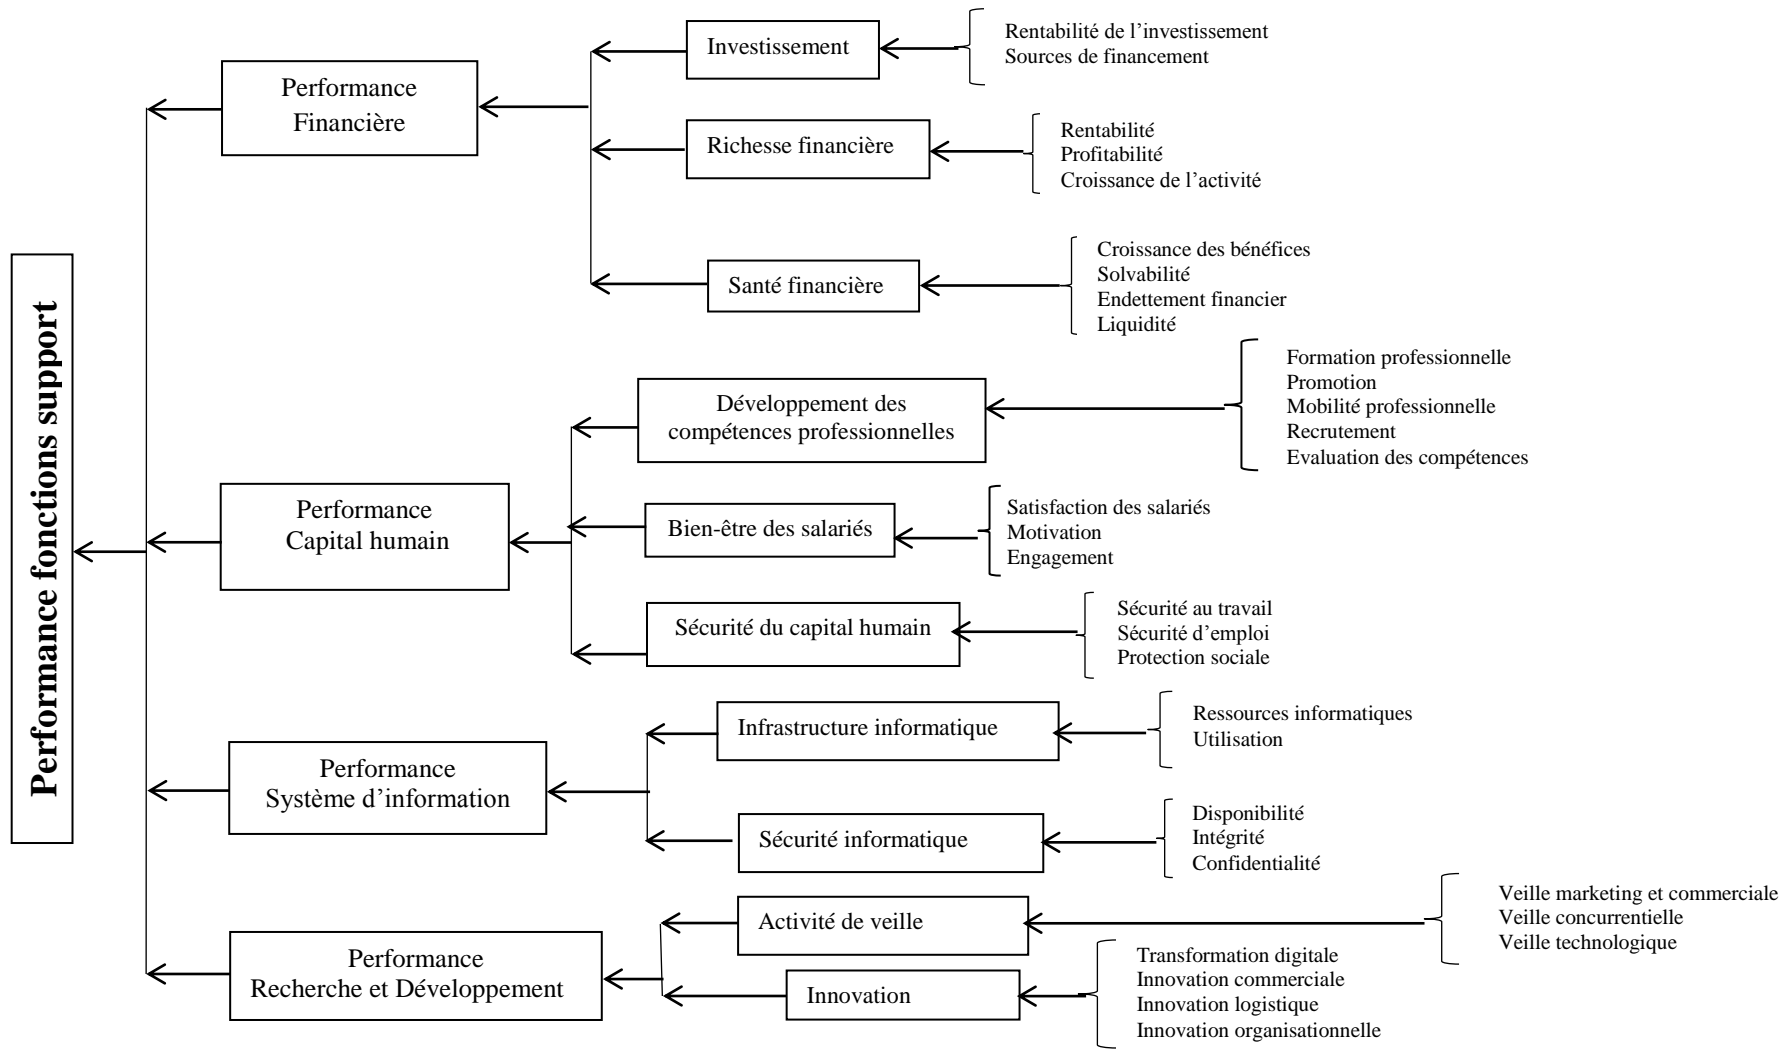 Performance fonctions support
Performance
Financière
Investissement
Rentabilité de l’investissement
Sources de financement
Richesse financière
Rentabilité
Profitabilité
Croissance de l’activité
Santé financière
Croissance des bénéfices
Solvabilité
Endettement financier
Liquidité
Performance
Capital humain
Développement des
compétences professionnelles
Formation professionnelle
Promotion
Mobilité professionnelle
Recrutement
Evaluation des compétences
Bien-être des salariés
Satisfaction des salariés
Motivation
Engagement
Sécurité du capital humain
Sécurité au travail
Sécurité d’emploi
Protection sociale
Performance
Système d’information
Infrastructure informatique
Ressources informatiques
Utilisation
Sécurité informatique
Disponibilité
Intégrité
Confidentialité
Performance
Recherche et Développement
Activité de veille
Veille marketing et commerciale
Veille concurrentielle
Veille technologique
Innovation
Transformation digitale
Innovation commerciale
Innovation logistique
Innovation organisationnelle